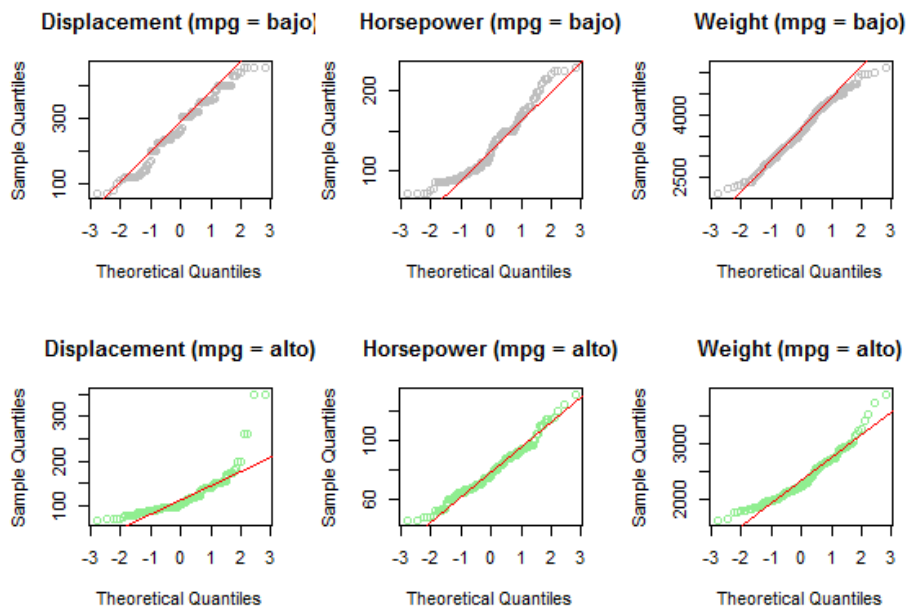 Displacement (mpg = bajo)
Sample Quantiles
100 300
-3 -2 -1 0 1 2 3
Theoretical Quantiles
Horsepower (mpg = bajo)
Sample Quantiles
100 200
-3 -2 -1 0 1 2 3
Theoretical Quantiles
Weight (mpg = bajo)
Sample Quantiles
2500 4000
-3 -2 -1 0 1 2 3
Theoretical Quantiles
Displacement (mpg = alto)
Sample Quantiles
100 200 300
-3 -2 -1 0 1 2 3
Theoretical Quantiles
Horsepower (mpg = alto)
Sample Quantiles
60 100
-3 -2 -1 0 1 2 3
Theoretical Quantiles
Weight (mpg = alto)
Sample Quantiles
2000 3000
-3 -2 -1 0 1 2 3
Theoretical Quantiles